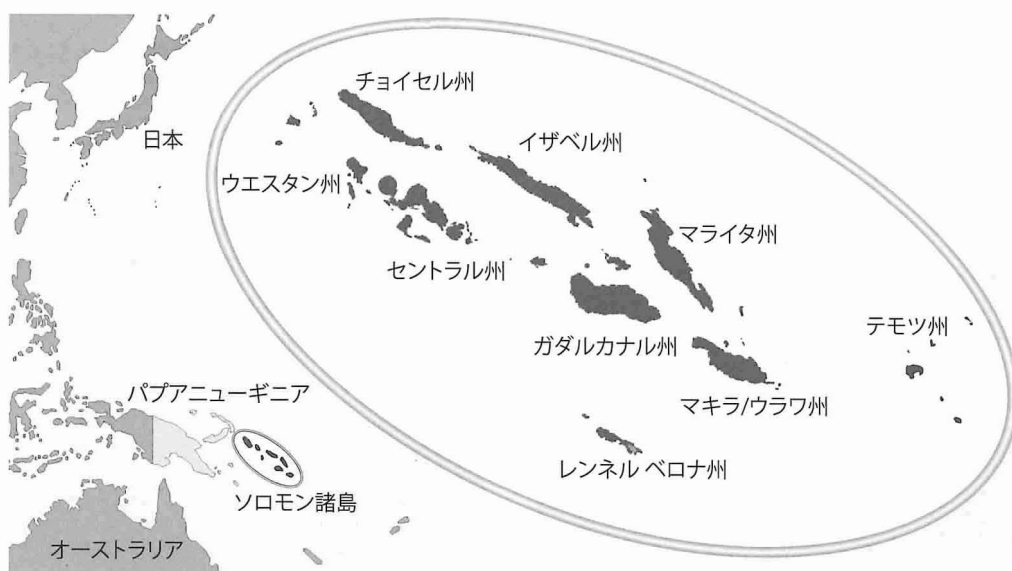 チョイセル州
日本
イザベル州
ウエスタン州
マライタ州
セントラル州
テモツ州
ガダルカナル州
パプアニューギニア
マキラ/ウラワ州
レンネル ベロナ州
ソロモン諸島
オーストラリア